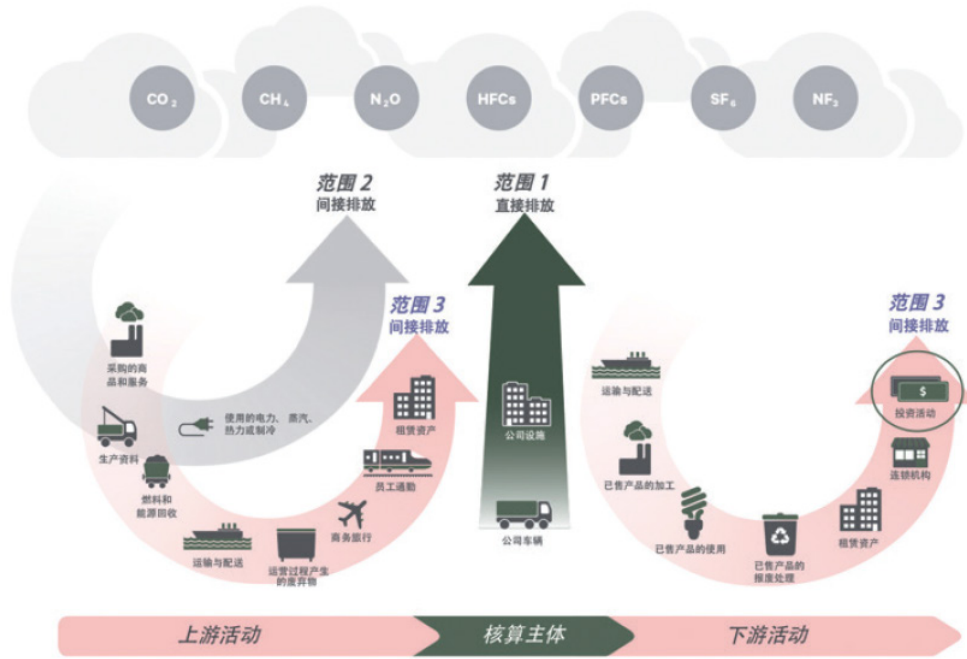 CO₂
CH₄
N₂O
HFCs
PFCs
SF₆
NF₃
范围 2
间接排放
范围 1
直接排放
范围 3
间接排放
范围 3
间接排放
采购的商
品和服务
生产资料
燃料和
能源回收
使用的电力、蒸汽、
热力或制冷
运输与配送
运营过程产生
的废弃物
商务旅行
员工通勤
租赁资产
公司设施
公司车辆
运输与配送
已售产品的加工
已售产品的使用
已售产品的
报废处理
租赁资产
连锁机构
$
投资活动
上游活动
核算主体
下游活动